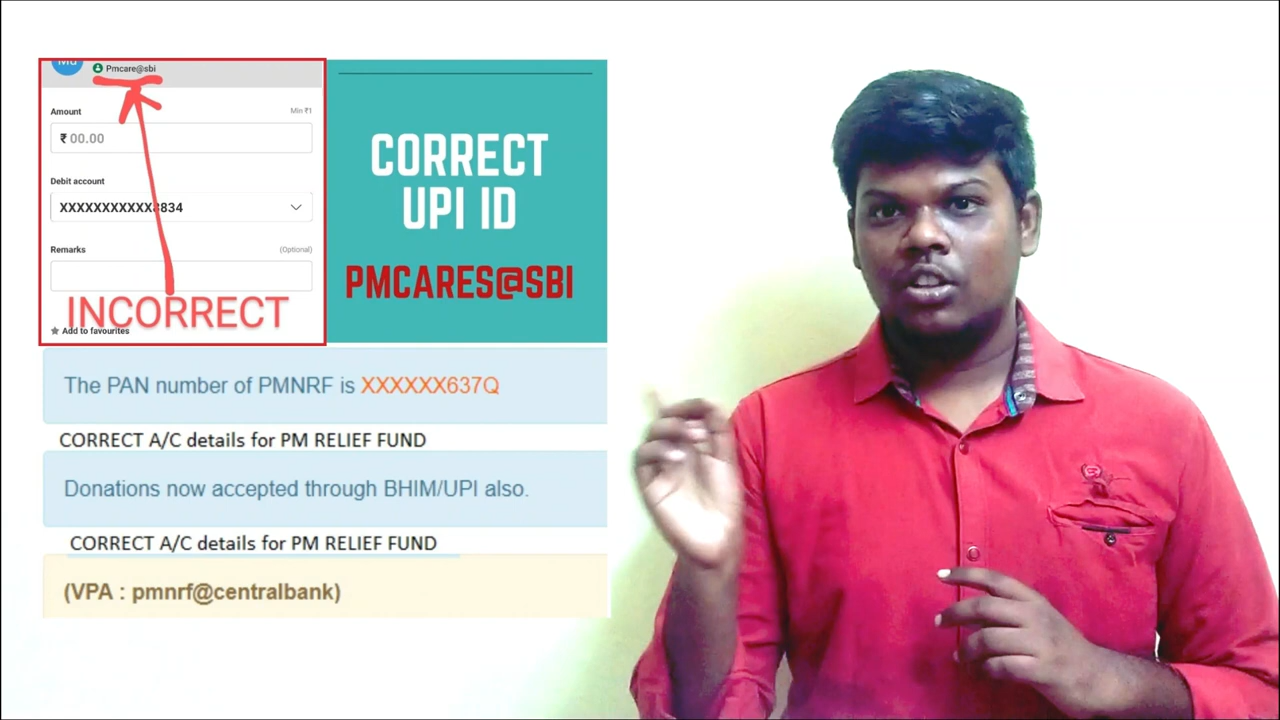 Pmcare@sbi
Amount
Min ₹1
₹ 00.00
Debit account
XXXXXXXXXXX3834
Remarks
(Optional)
INCORRECT
Add to favourites
CORRECT
UPI ID
PMCARES@SBI
The PAN number of PMNRF is XXXXXX637Q
CORRECT A/C details for PM RELIEF FUND
Donations now accepted through BHIM/UPI also.
CORRECT A/C details for PM RELIEF FUND
(VPA : pmnrf@centralbank)